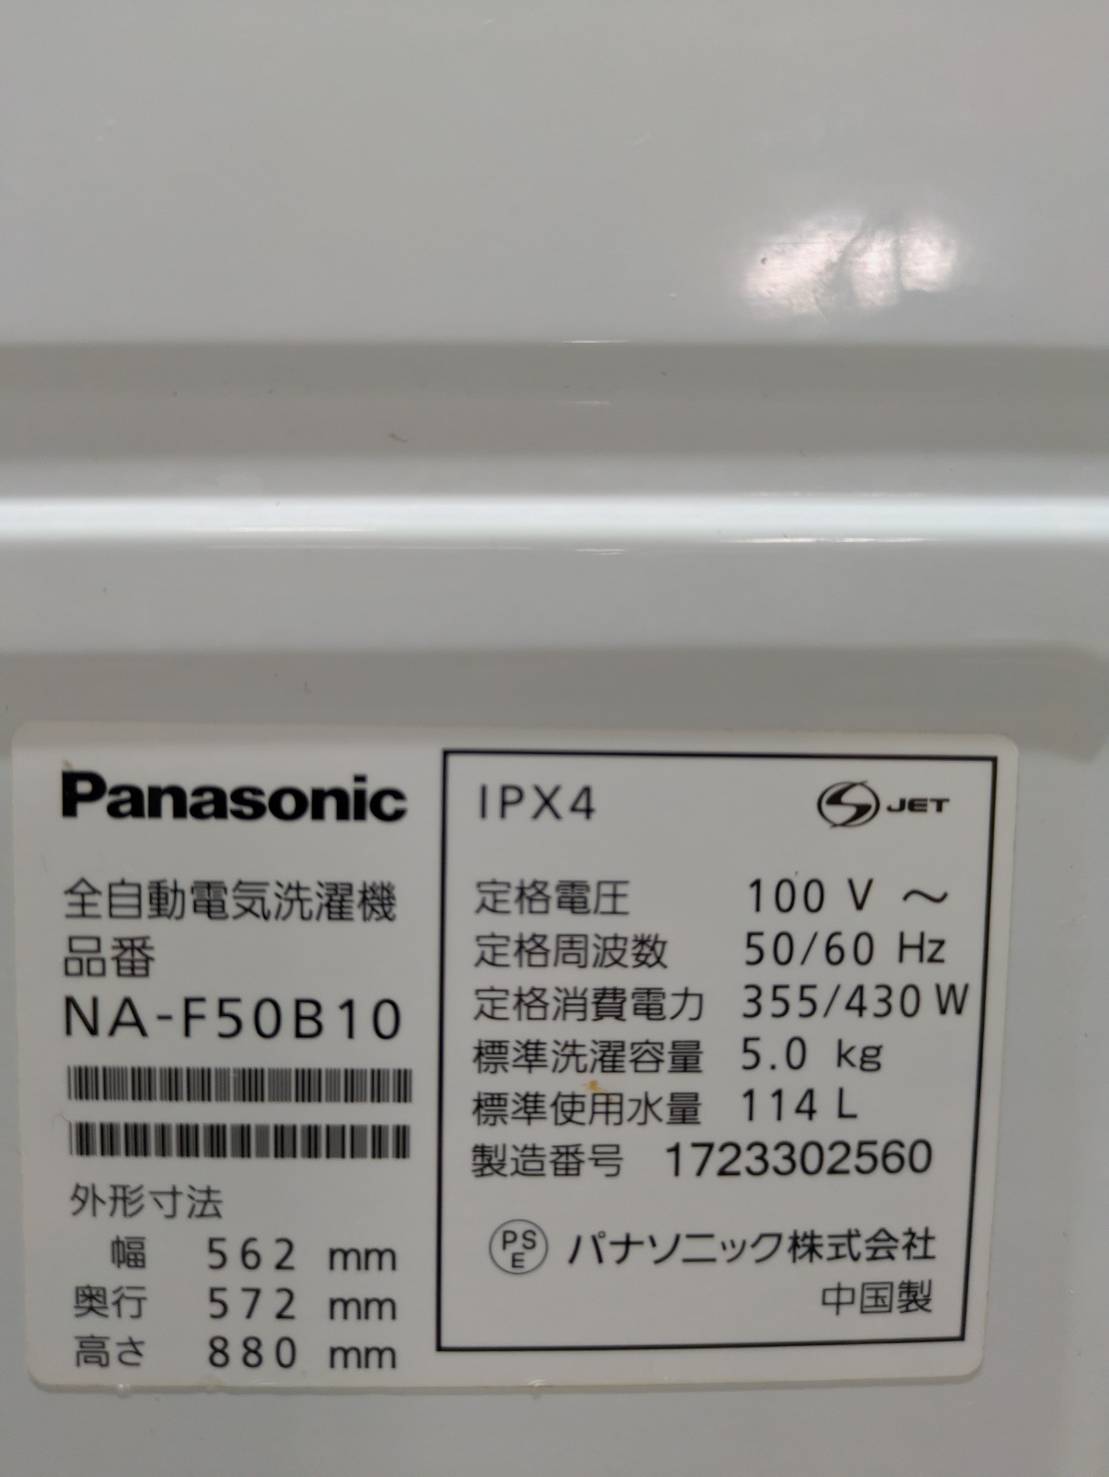 Panasonic
全自動電気洗濯機
品番
NA-F50B10
外形寸法
幅 562 mm
奥行 572 mm
高さ 880 mm
IPX4
S JET
定格電圧 100 V ～
定格周波数 50/60 Hz
定格消費電力 355/430 W
標準洗濯容量 5.0 kg
標準使用水量 114 L
製造番号 1723302560
PS E パナソニック株式会社
中国製